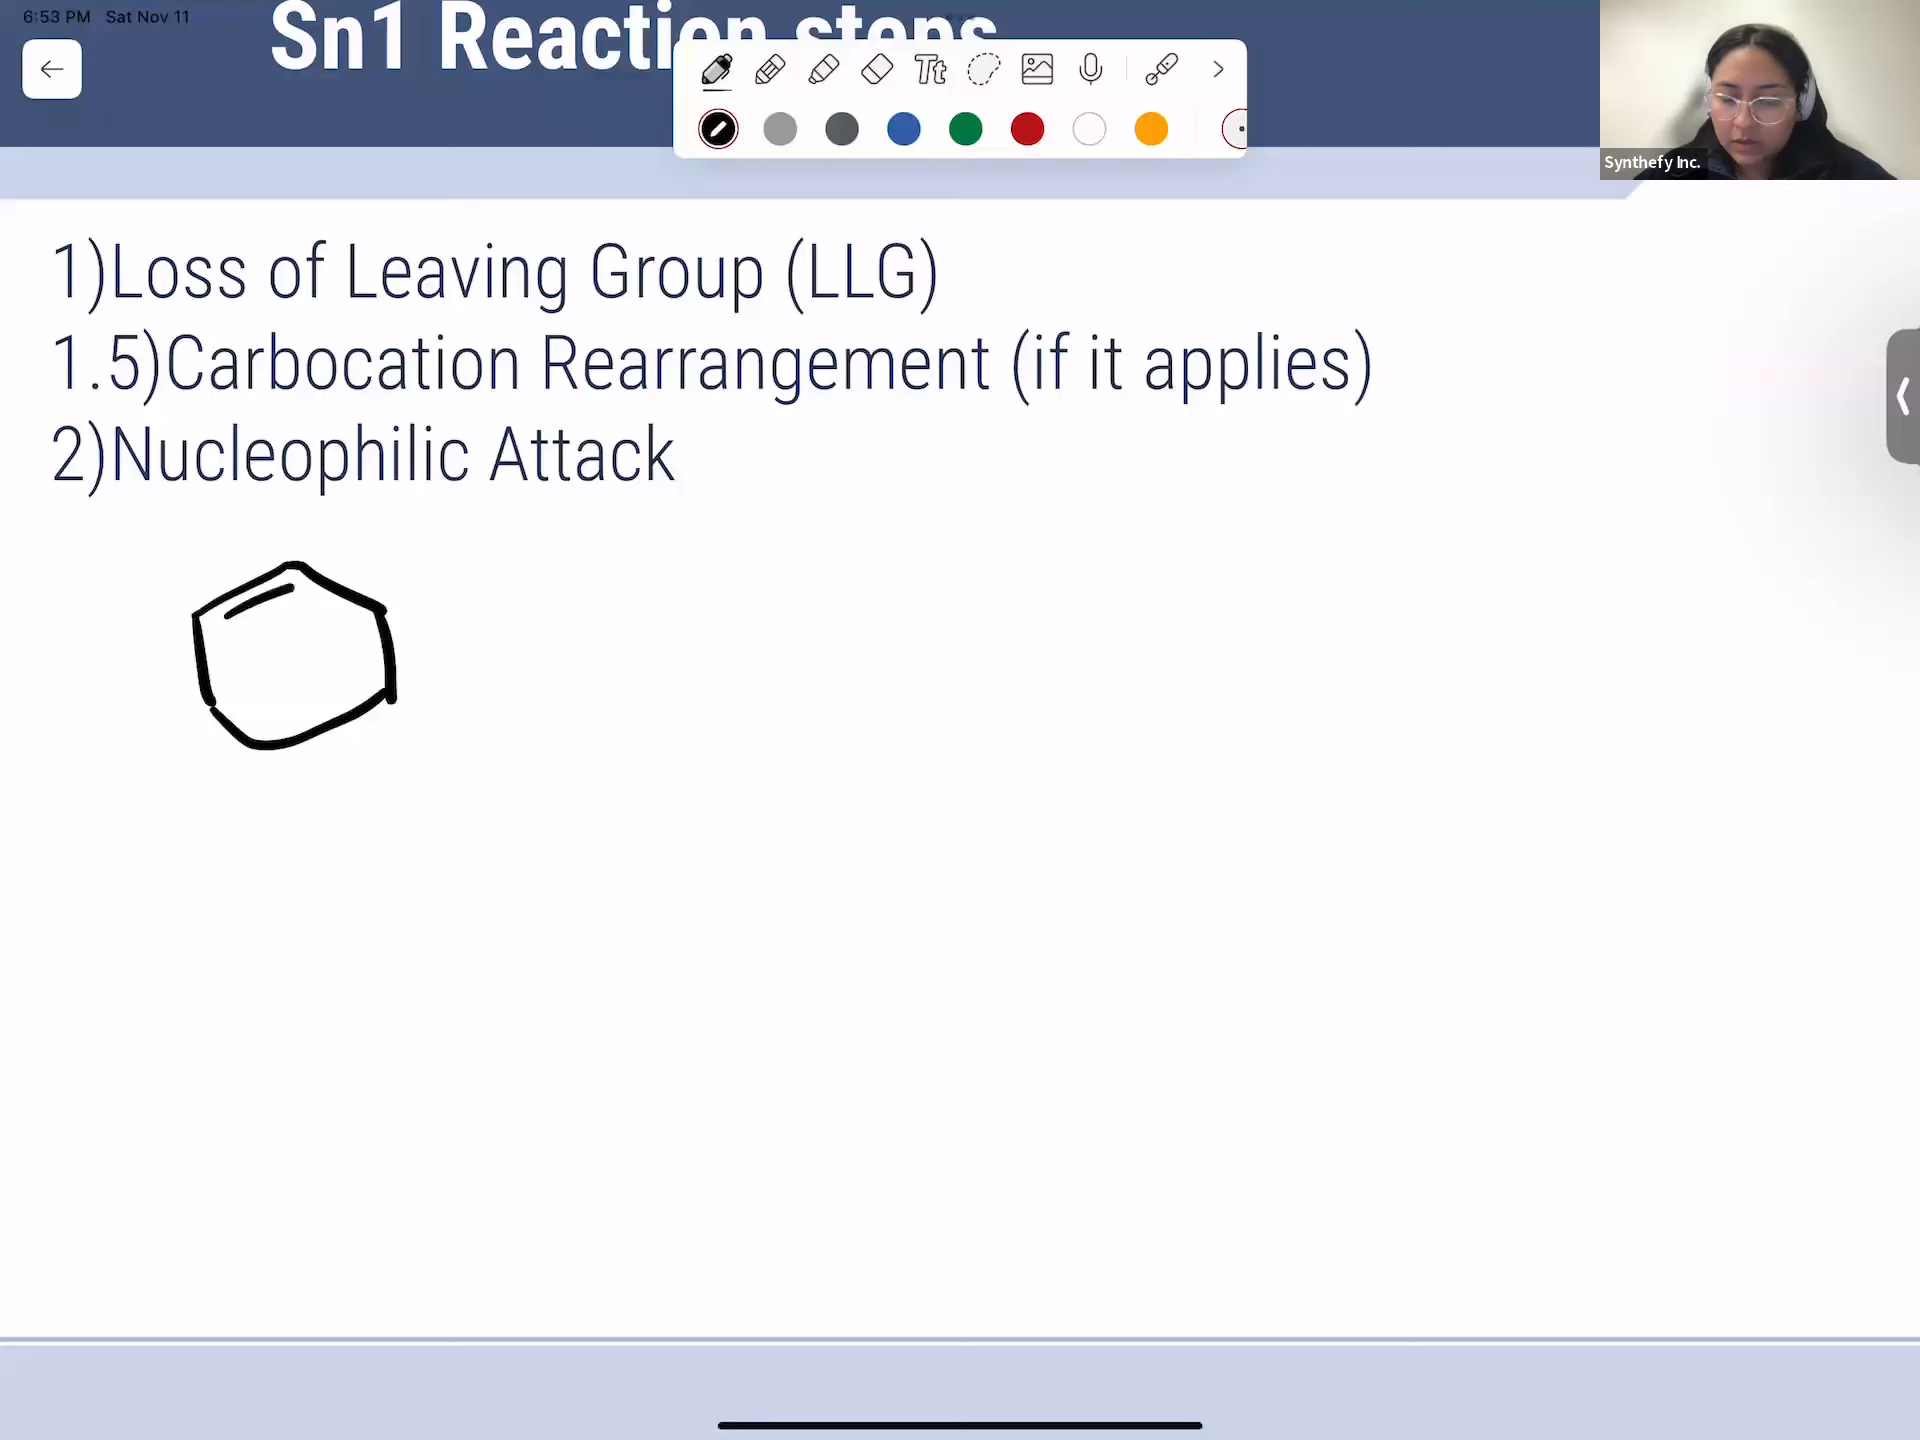 6:53 PM Sat Nov 11
Sn1 Reaction steps
Tt
Synthefy Inc.
1)Loss of Leaving Group (LLG)
1.5)Carbocation Rearrangement (if it applies)
2)Nucleophilic Attack